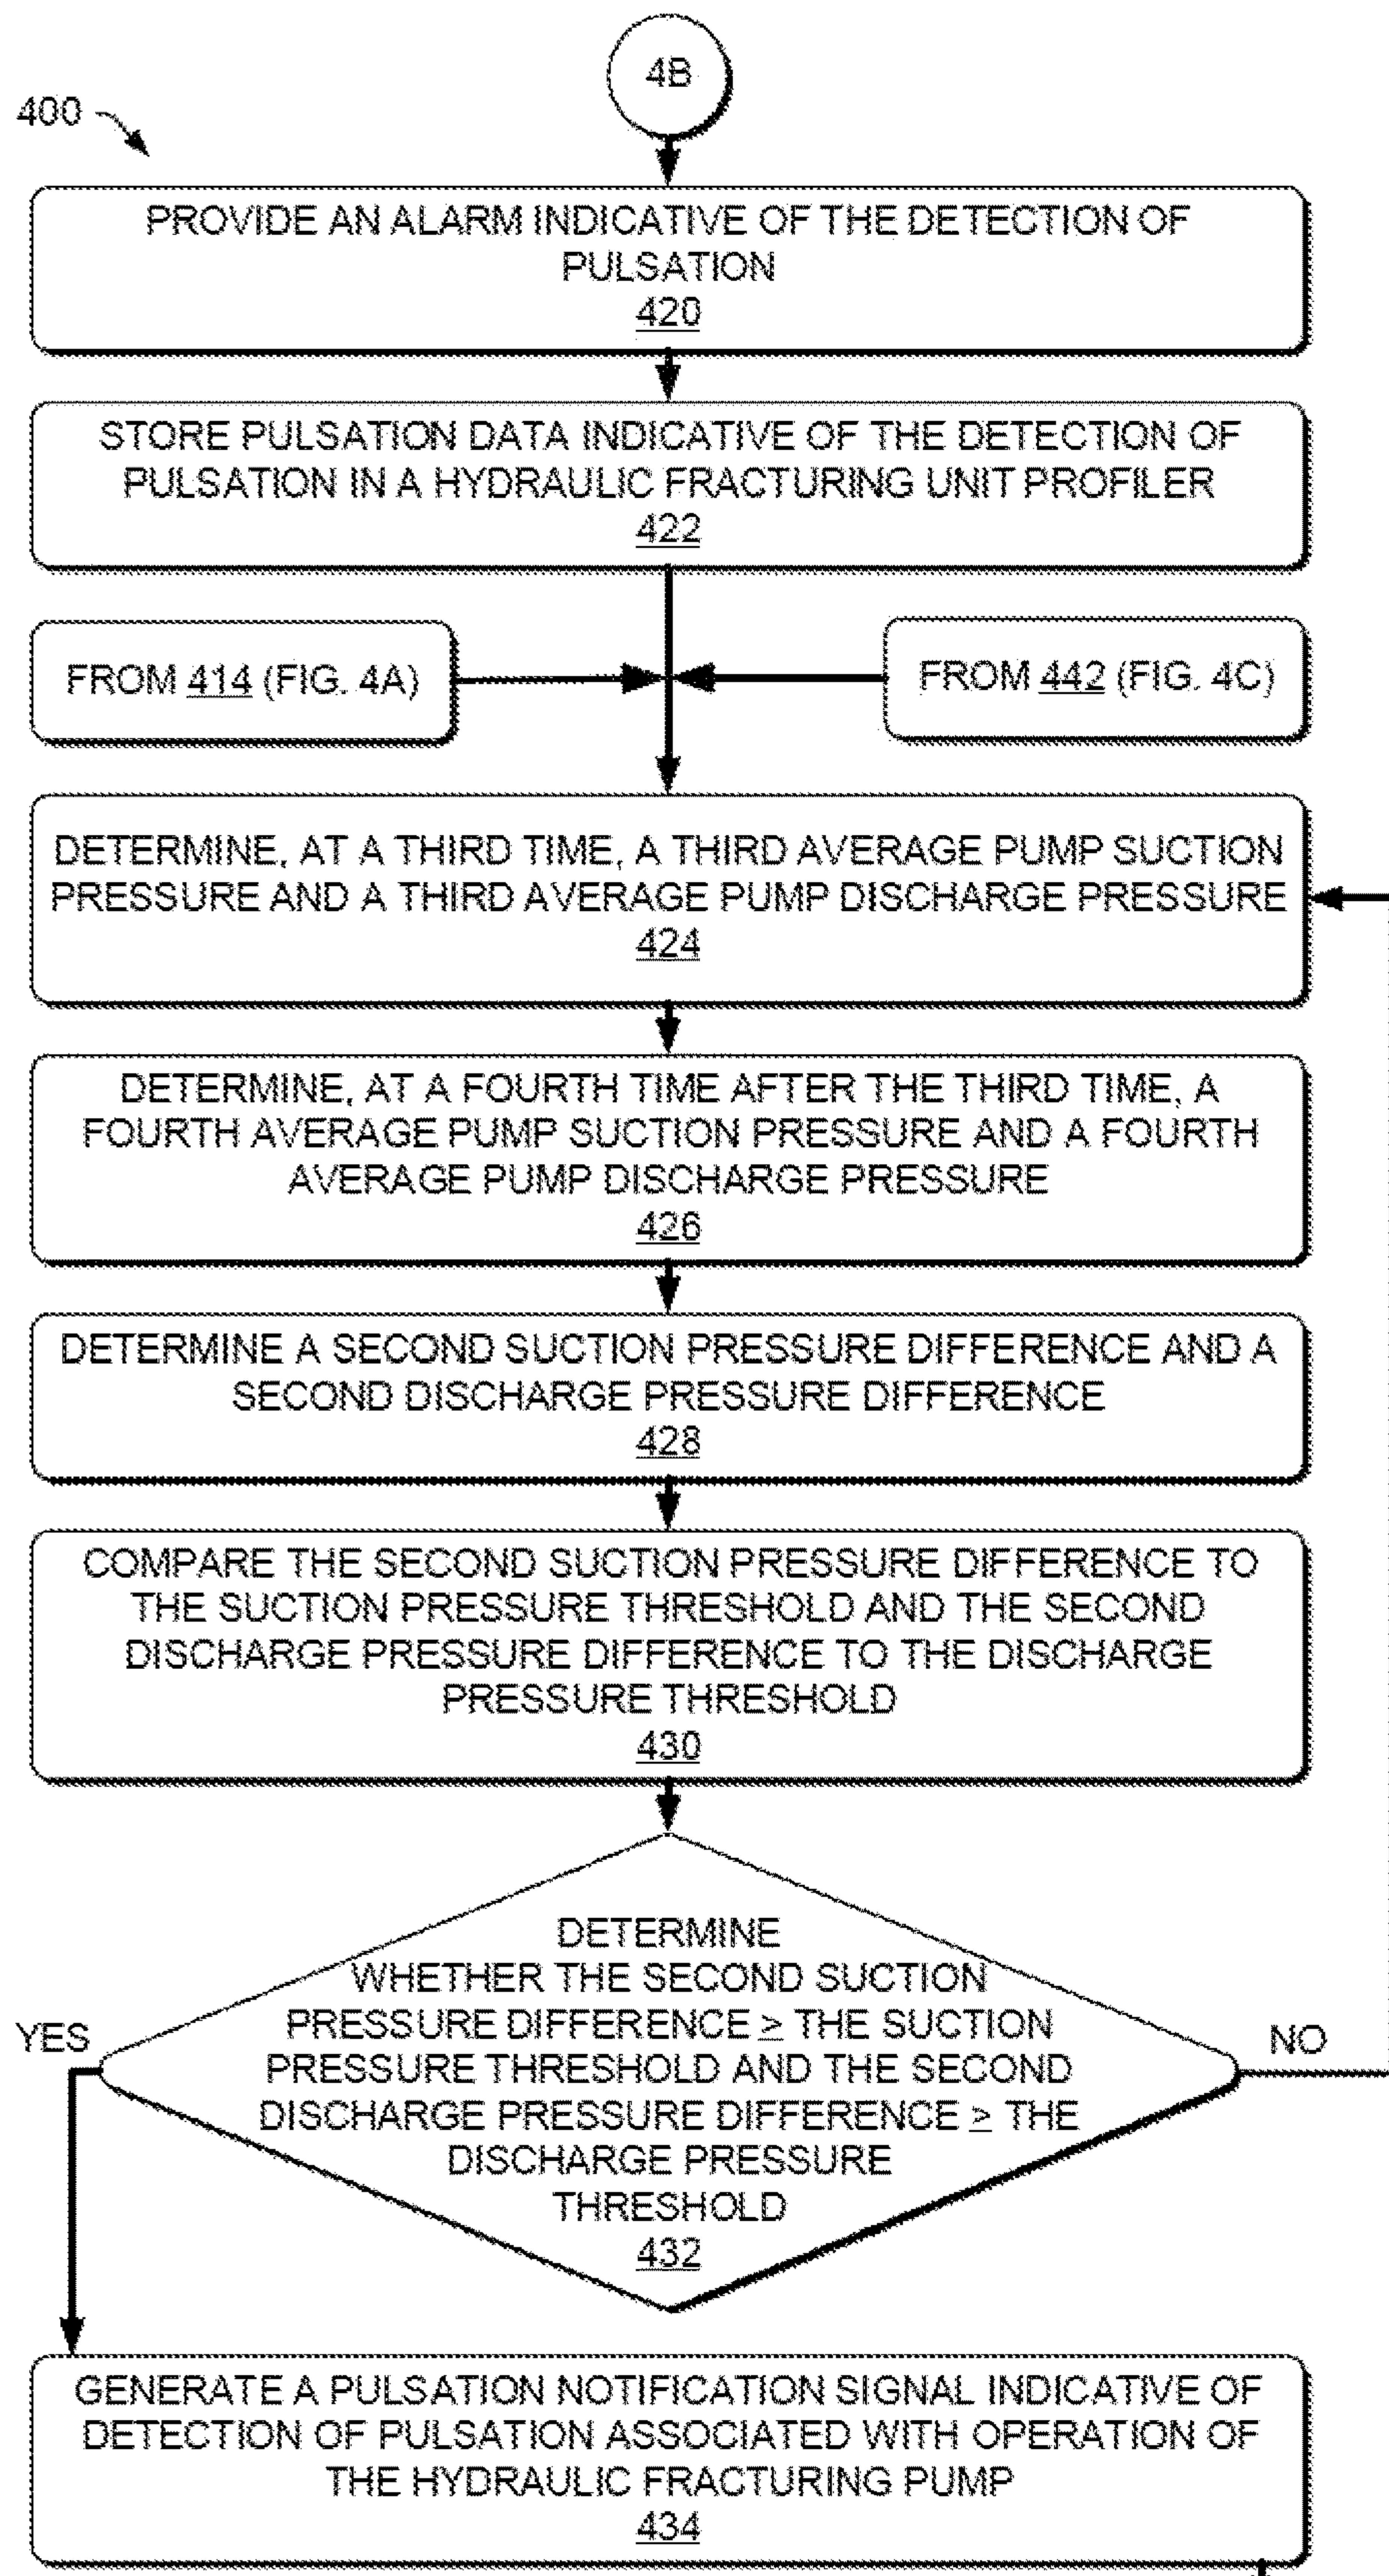 4B
400
PROVIDE AN ALARM INDICATIVE OF THE DETECTION OF
PULSATION
420
STORE PULSATION DATA INDICATIVE OF THE DETECTION OF
PULSATION IN A HYDRAULIC FRACTURING UNIT PROFILER
422
FROM 414 (FIG. 4A)
FROM 442 (FIG. 4C)
DETERMINE, AT A THIRD TIME, A THIRD AVERAGE PUMP SUCTION
PRESSURE AND A THIRD AVERAGE PUMP DISCHARGE PRESSURE
424
DETERMINE, AT A FOURTH TIME AFTER THE THIRD TIME, A
FOURTH AVERAGE PUMP SUCTION PRESSURE AND A FOURTH
AVERAGE PUMP DISCHARGE PRESSURE
426
DETERMINE A SECOND SUCTION PRESSURE DIFFERENCE AND A
SECOND DISCHARGE PRESSURE DIFFERENCE
428
COMPARE THE SECOND SUCTION PRESSURE DIFFERENCE TO
THE SUCTION PRESSURE THRESHOLD AND THE SECOND
DISCHARGE PRESSURE DIFFERENCE TO THE DISCHARGE
PRESSURE THRESHOLD
430
DETERMINE
WHETHER THE SECOND SUCTION
PRESSURE DIFFERENCE ≥ THE SUCTION
PRESSURE THRESHOLD AND THE SECOND
DISCHARGE PRESSURE DIFFERENCE ≥ THE
DISCHARGE PRESSURE
THRESHOLD
432
YES
NO
GENERATE A PULSATION NOTIFICATION SIGNAL INDICATIVE OF
DETECTION OF PULSATION ASSOCIATED WITH OPERATION OF
THE HYDRAULIC FRACTURING PUMP
434